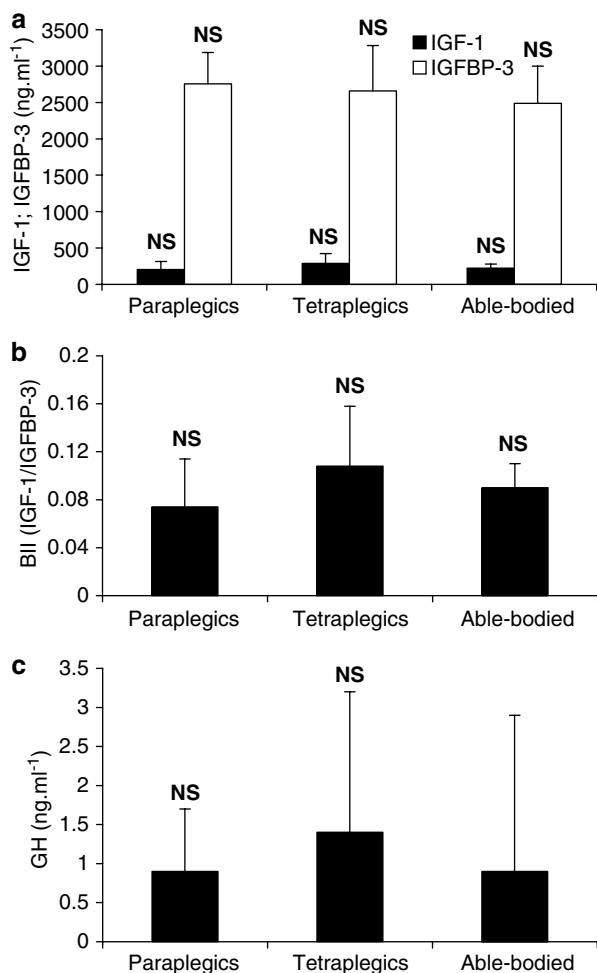 a
NS
NS
NS
IGF-1
IGFBP-3
3500
3000
2500
2000
1500
1000
500
0
NS
NS
NS
IGF-1; IGFBP-3 (ng.ml⁻¹)
Paraplegics Tetraplegics Able-bodied
b
0.2
0.16
0.12
0.08
0.04
0
NS
NS
NS
BII (IGF-1/IGFBP-3)
Paraplegics Tetraplegics Able-bodied
c
3.5
3
2.5
2
1.5
1
0.5
0
NS
NS
GH (ng.ml⁻¹)
Paraplegics Tetraplegics Able-bodied